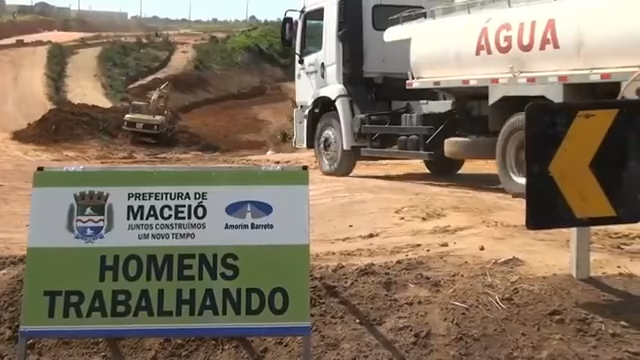 ÁGUA
PREFEITURA DE
MACEIÓ
JUNTOS CONSTRUÍMOS
UM NOVO TEMPO
Amorim Barreto
HOMENS
TRABALHANDO